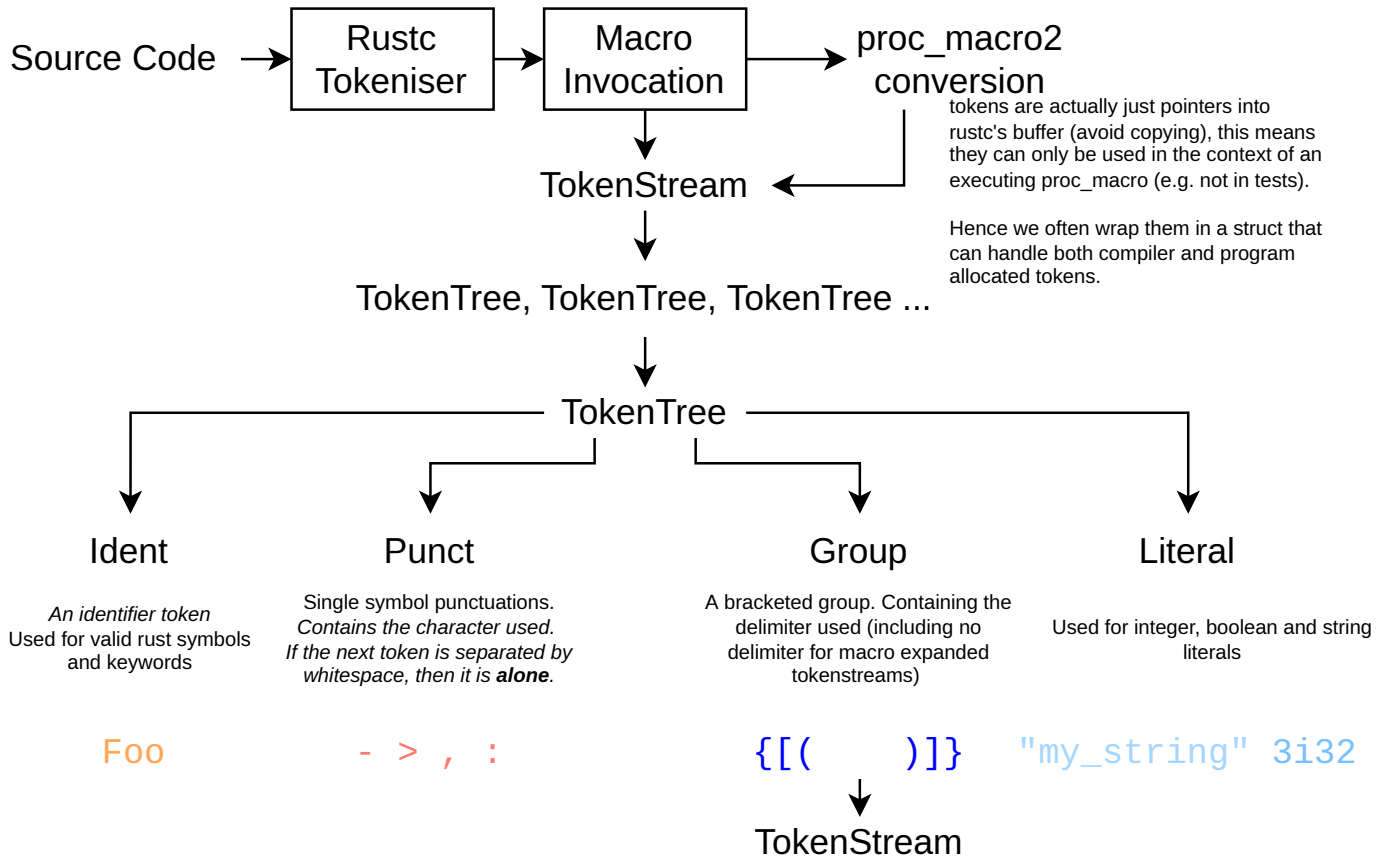 Source Code
Rustc
Tokeniser
Macro
Invocation
proc_macro2
conversion
tokens are actually just pointers into
rustc's buffer (avoid copying), this means
they can only be used in the context of an
executing proc_macro (e.g. not in tests).
Hence we often wrap them in a struct that
can handle both compiler and program
allocated tokens.
TokenStream
TokenTree, TokenTree, TokenTree ...
TokenTree
Ident
An identifier token
Used for valid rust symbols
and keywords
Foo
Punct
Single symbol punctuations.
Contains the character used.
If the next token is separated by
whitespace, then it is alone.
- > , :
Group
A bracketed group. Containing the
delimiter used (including no
delimiter for macro expanded
tokenstreams)
{[( )]}
TokenStream
Literal
Used for integer, boolean and string
literals
"my_string" 3i32